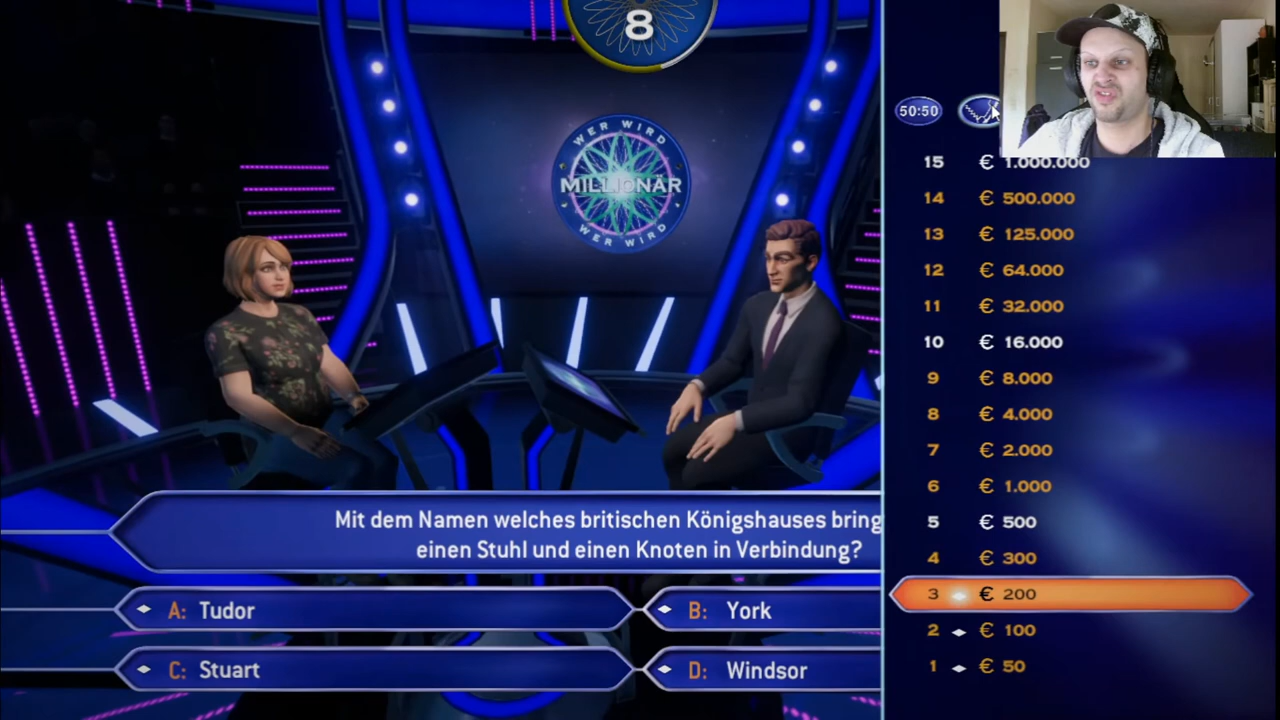 8
WER WIRD
MILLIONÄR
WER WIRD
50:50
15 € 1.000.000
14 € 500.000
13 € 125.000
12 € 64.000
11 € 32.000
10 € 16.000
9 € 8.000
8 € 4.000
7 € 2.000
6 € 1.000
5 € 500
4 € 300
3 € 200
2 € 100
1 € 50
Mit dem Namen welches britischen Königshauses bring
einen Stuhl und einen Knoten in Verbindung?
A: Tudor
B: York
C: Stuart
D: Windsor